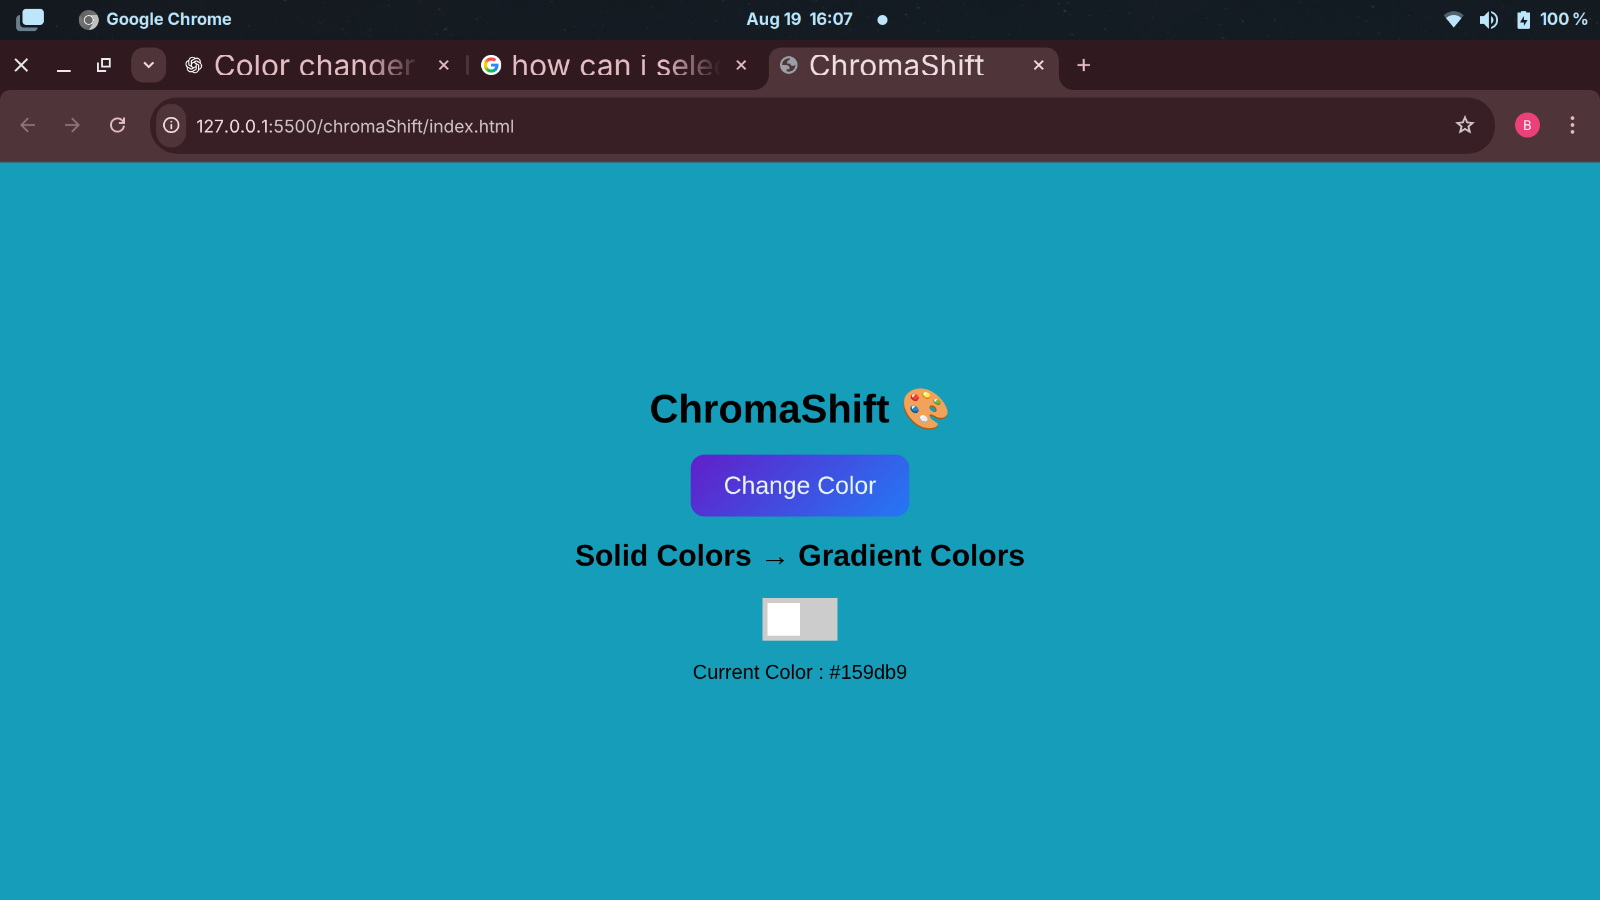 Google Chrome
Aug 19 16:07
100 %
Color changer
how can i selec
ChromaShift
127.0.0.1:5500/chromaShift/index.html
B
ChromaShift 🎨
Change Color
Solid Colors → Gradient Colors
Current Color : #159db9